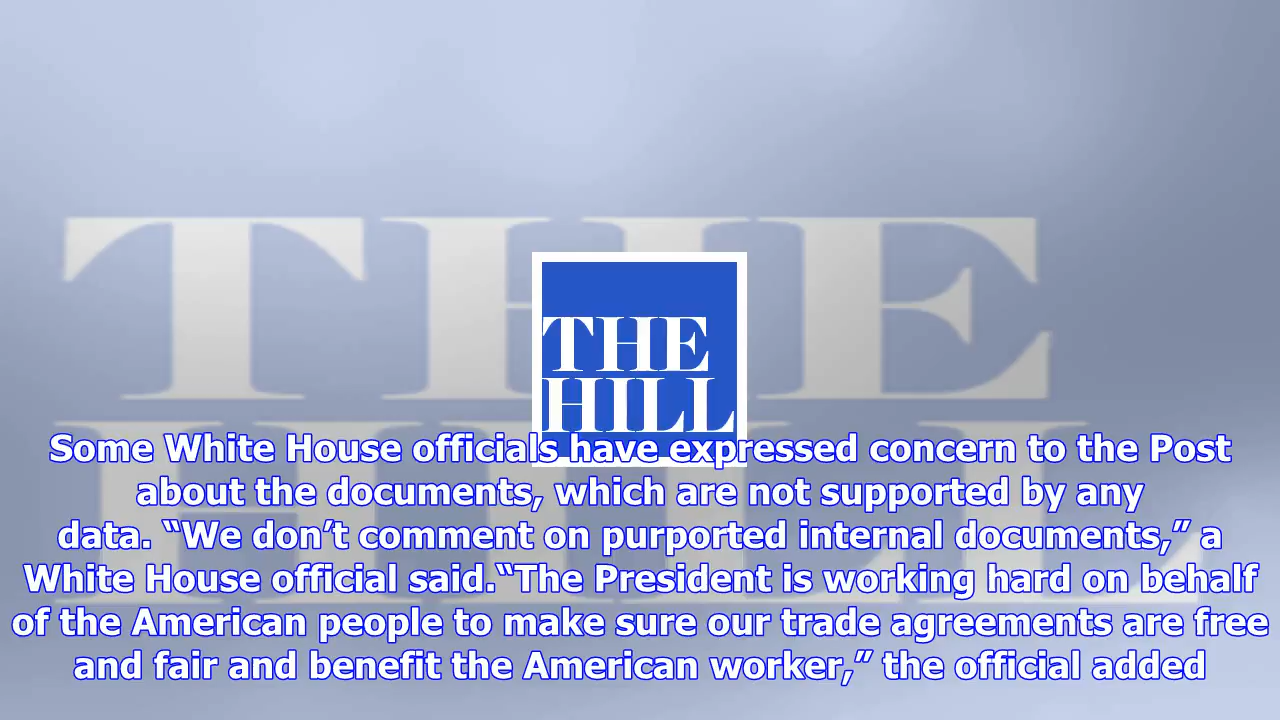 THE
HILL
THE
HILL
Some White House officials have expressed concern to the Post
about the documents, which are not supported by any
data. “We don’t comment on purported internal documents,” a
White House official said.“The President is working hard on behalf
of the American people to make sure our trade agreements are free
and fair and benefit the American worker,” the official added